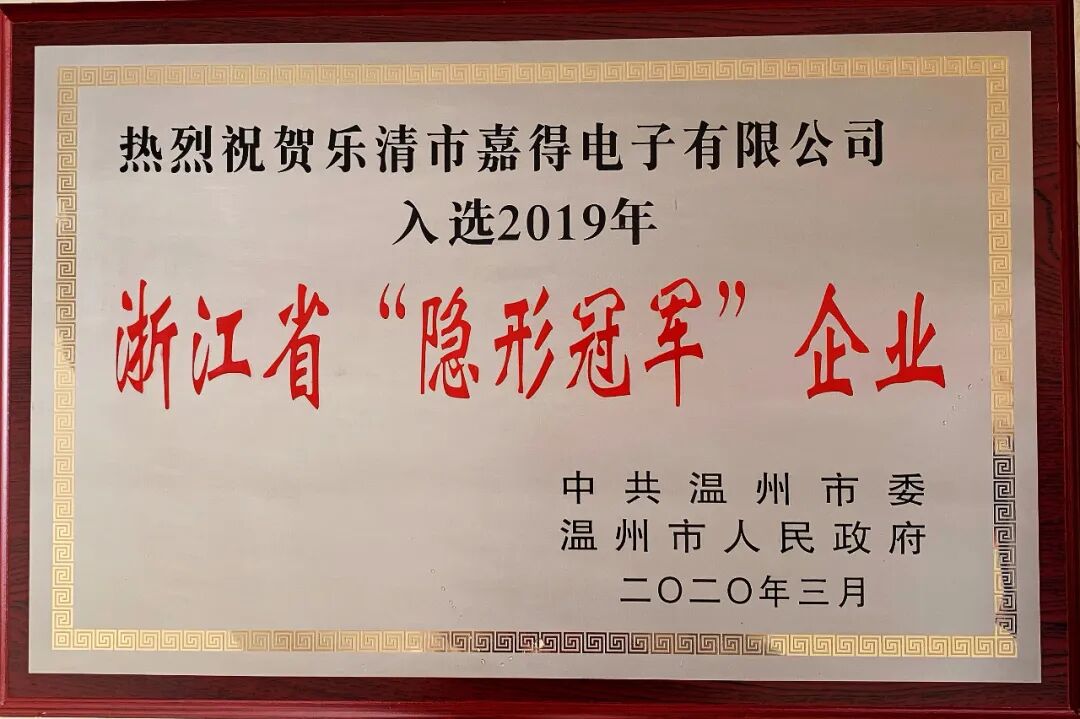 热烈祝贺乐清市嘉得电子有限公司
入选2019年
浙江省“隐形冠军”企业
中共温州市委
温州市人民政府
二〇二〇年三月